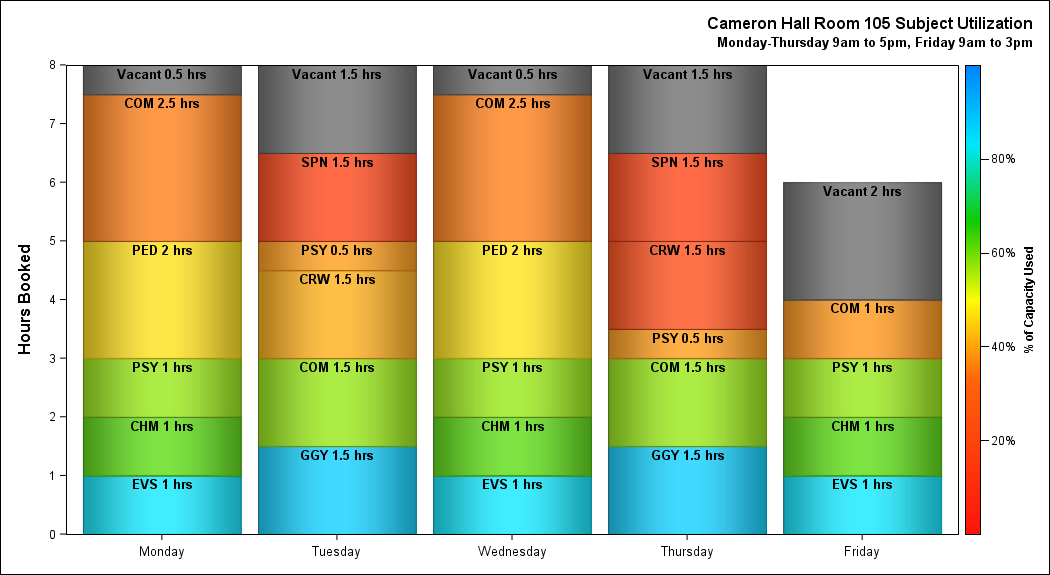 Cameron Hall Room 105 Subject Utilization
Monday-Thursday 9am to 5pm, Friday 9am to 3pm
Hours Booked
8
7
6
5
4
3
2
1
0
Vacant 0.5 hrs
COM 2.5 hrs
PED 2 hrs
PSY 1 hrs
CHM 1 hrs
EVS 1 hrs
Vacant 1.5 hrs
SPN 1.5 hrs
PSY 0.5 hrs
CRW 1.5 hrs
COM 1.5 hrs
GGY 1.5 hrs
Vacant 0.5 hrs
COM 2.5 hrs
PED 2 hrs
PSY 1 hrs
CHM 1 hrs
EVS 1 hrs
Vacant 1.5 hrs
SPN 1.5 hrs
CRW 1.5 hrs
PSY 0.5 hrs
COM 1.5 hrs
GGY 1.5 hrs
Vacant 2 hrs
COM 1 hrs
PSY 1 hrs
CHM 1 hrs
EVS 1 hrs
Monday
Tuesday
Wednesday
Thursday
Friday
80%
60%
40%
20%
% of Capacity Used